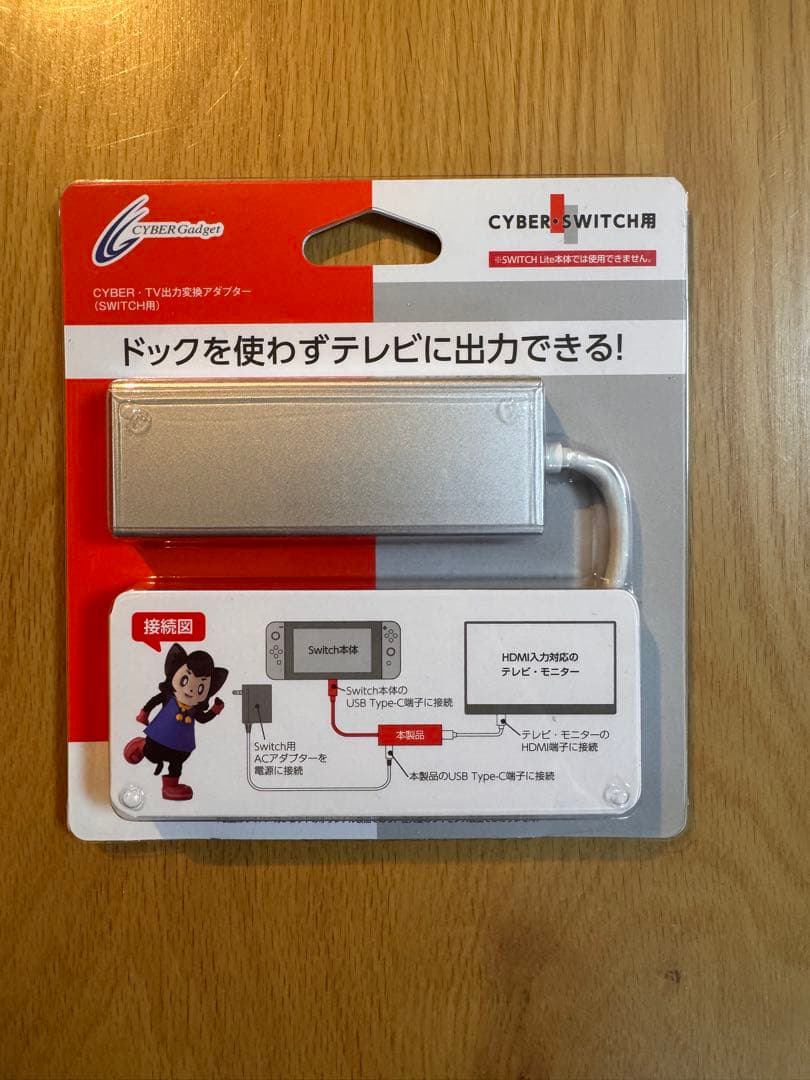 CYBER Gadget
CYBER・SWITCH用
※SWITCH Lite本体では使用できません。
CYBER・TV出力変換アダプター
（SWITCH用）
ドックを使わずテレビに出力できる!
接続図
Switch本体
HDMI入力対応の
テレビ・モニター
Switch本体の
USB Type-C端子に接続
本製品
Switch用
ACアダプターを
電源に接続
テレビ・モニターの
HDMI端子に接続
本製品のUSB Type-C端子に接続